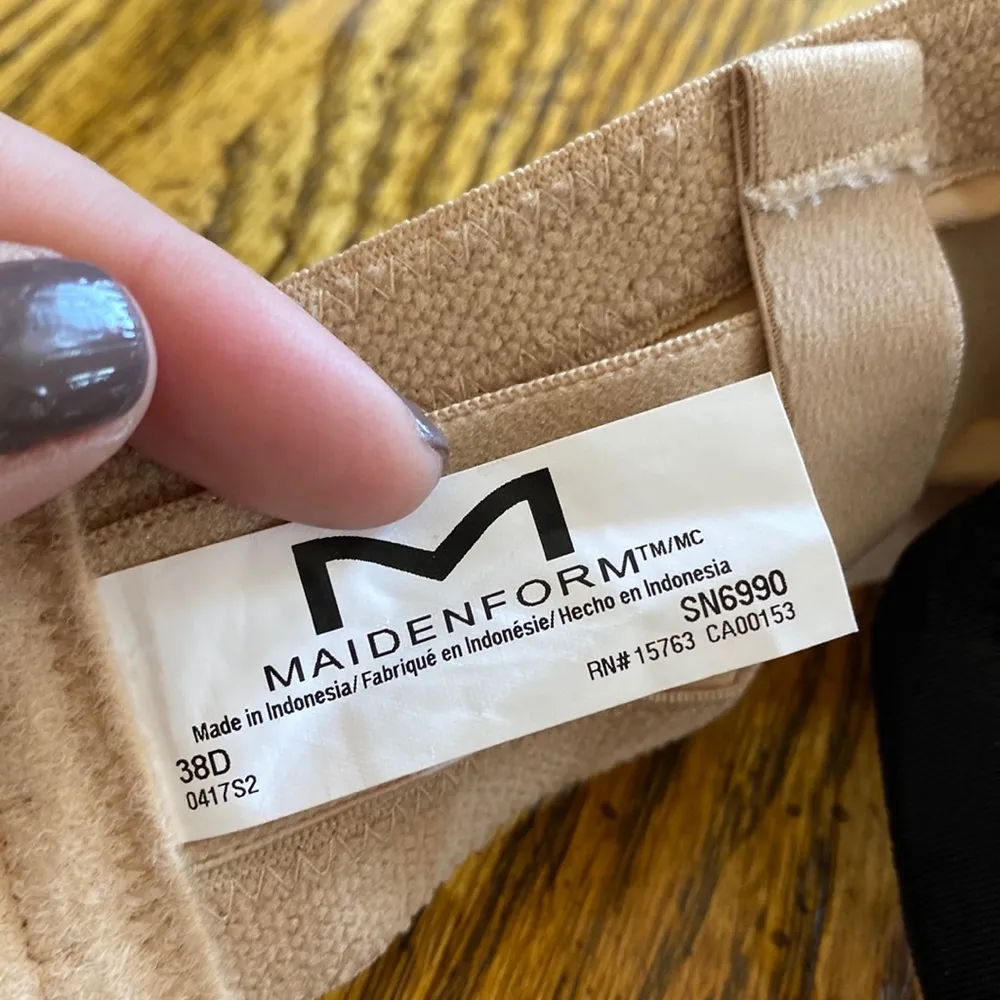 M
MAIDENFORM™/MC
Made in Indonesia/Fabriqué en Indonésie/Hecho en Indonesia
SN6990
38D
RN# 15763 CA00153
0417S2